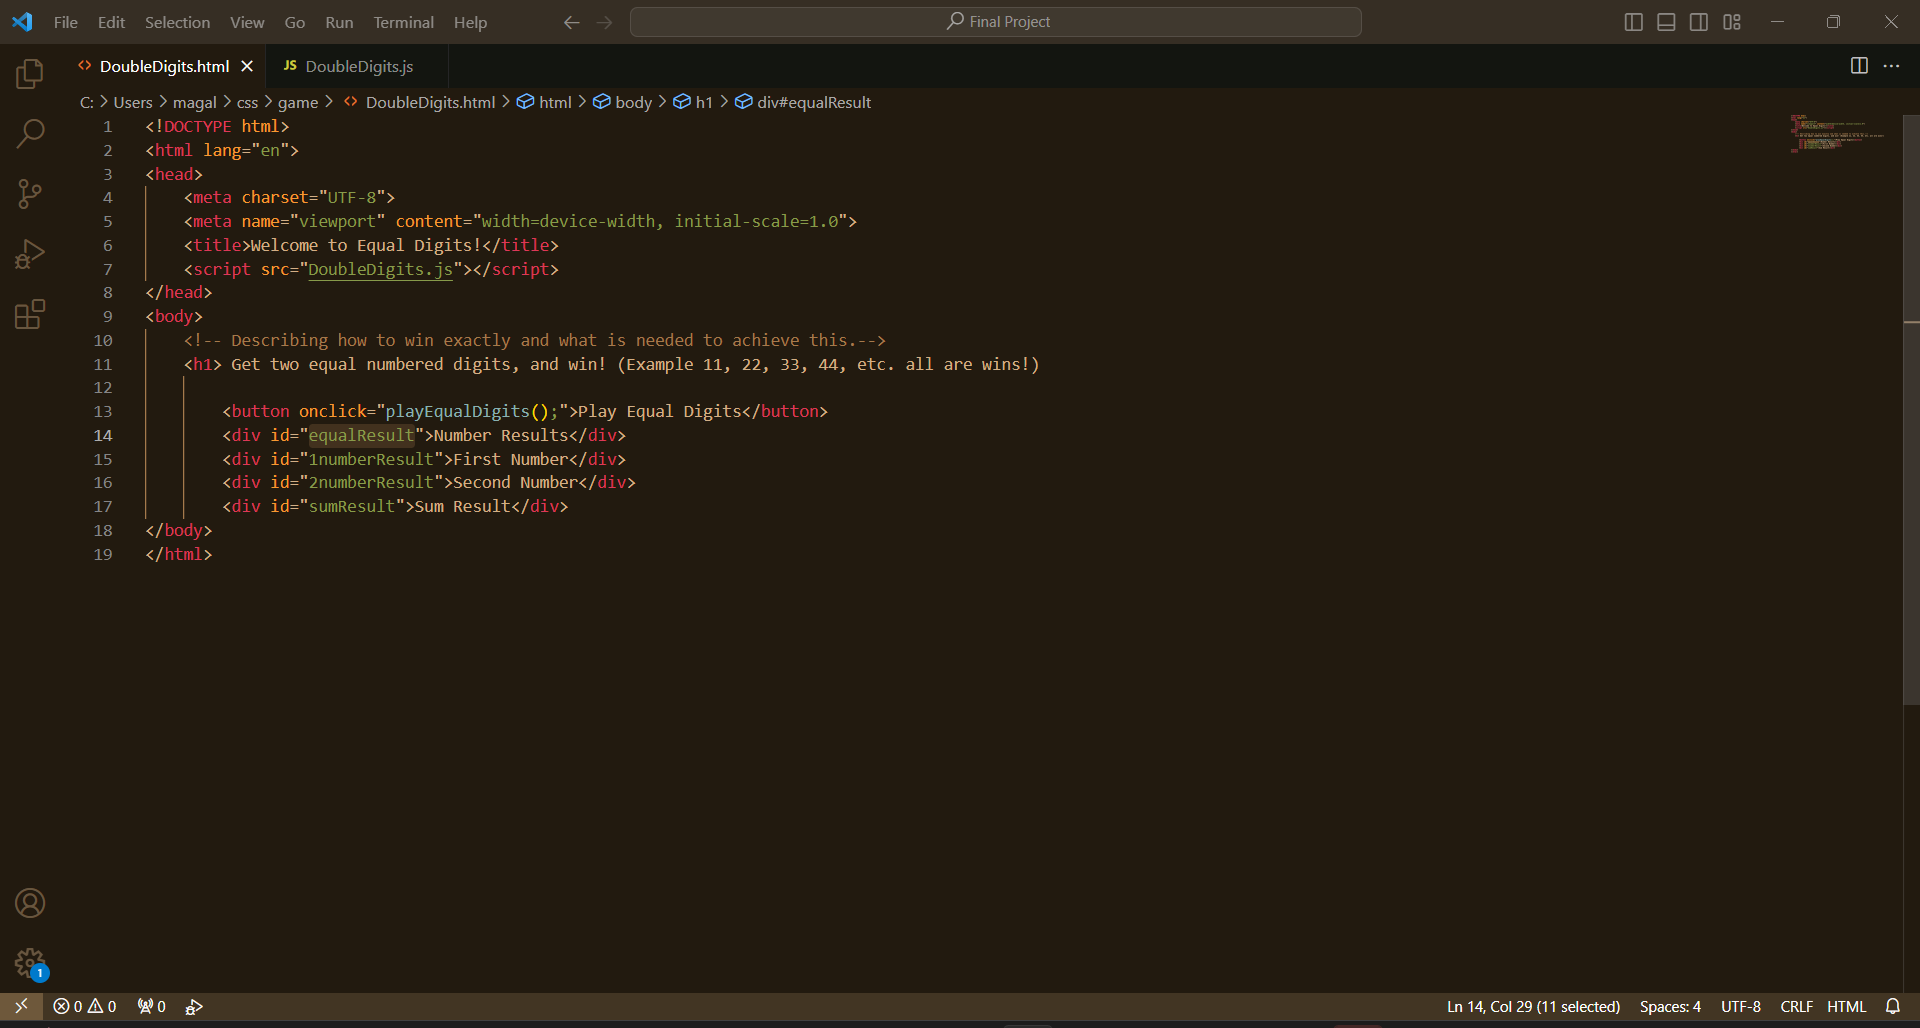 File Edit Selection View Go Run Terminal Help Final Project
DoubleDigits.html JS DoubleDigits.js
C: > Users > magal > css > game > DoubleDigits.html > html > body > h1 > div#equalResult
1 <!DOCTYPE html>
2 <html lang="en">
3 <head>
4     <meta charset="UTF-8">
5     <meta name="viewport" content="width=device-width, initial-scale=1.0">
6     <title>Welcome to Equal Digits!</title>
7     <script src="DoubleDigits.js"></script>
8 </head>
9 <body>
10     <!-- Describing how to win exactly and what is needed to achieve this.-->
11     <h1> Get two equal numbered digits, and win! (Example 11, 22, 33, 44, etc. all are wins!)
12
13         <button onclick="playEqualDigits();">Play Equal Digits</button>
14         <div id="equalResult">Number Results</div>
15         <div id="1numberResult">First Number</div>
16         <div id="2numberResult">Second Number</div>
17         <div id="sumResult">Sum Result</div>
18 </body>
19 </html>
1
0 0 0 Ln 14, Col 29 (11 selected) Spaces: 4 UTF-8 CRLF HTML